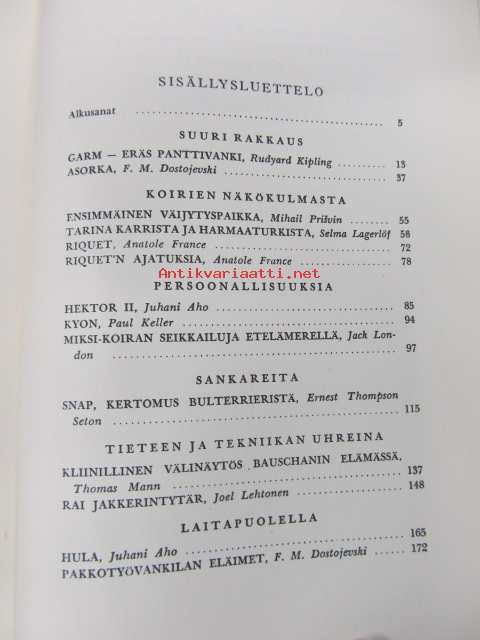 SISÄLLYSLUETTELO
Alkusanat 5
SUURI RAKKAUS
GARM — ERÄS PANTTIVANKI, Rudyard Kipling 13
ASORKA, F. M. Dostojevski 37
KOIRIEN NÄKÖKULMASTA
ENSIMMÄINEN VÄIJYTYSPAIKKA, Mihail Prišvin 55
TARINA KARRISTA JA HARMAATURKISTA, Selma Lagerlöf 58
RIQUET, Anatole France 72
RIQUET'N AJATUKSIA, Anatole France 78
Antikvariaatti.net
PERSOONALLISUUKSIA
HEKTOR II, Juhani Aho 85
KYON, Paul Keller 94
MIKSI-KOIRAN SEIKKAILUJA ETELÄMERELLÄ, Jack Lon-
don 97
SANKAREITA
SNAP, KERTOMUS BULTERRIERISTÄ, Ernest Thompson
Seton 115
TIETEEN JA TEKNIIKAN UHREINA
KLIINILLINEN VÄLINÄYTÖS BAUSCHANIN ELÄMÄSSÄ,
Thomas Mann 137
RAI JAKKERINTYTÄR, Joel Lehtonen 148
LAITAPUOLELLA
HULA, Juhani Aho 165
PAKKOTYÖVANKILAN ELÄIMET, F. M. Dostojevski 172